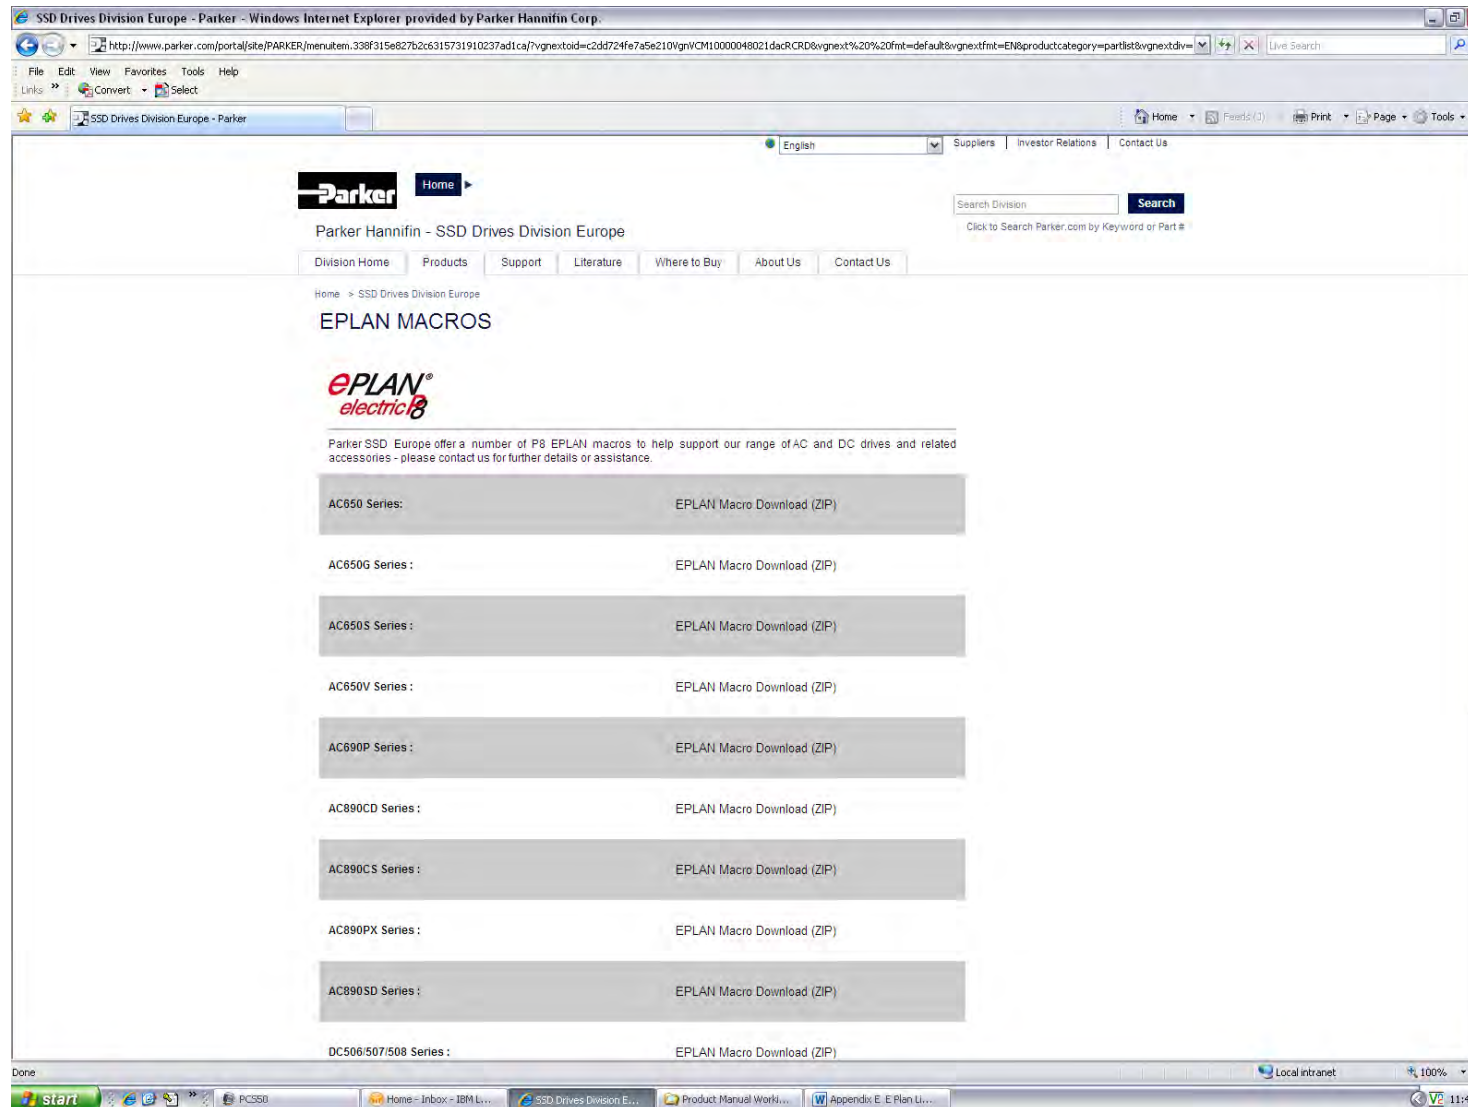 SSD Drives Division Europe - Parker - Windows Internet Explorer provided by Parker Hannifin Corp.
http://www.parker.com/portal/site/PARKER/menuitem.338f315e827b2c6315731910237ad1ca/?vgnextoid=c2dd724fe7a5e210VgnVCM10000048021dacRCRD&vgnext%20%20fmt=default&vgnextfmt=EN&productcategory=partlist&vgnextdiv=
Live Search
File Edit View Favorites Tools Help
Links » Convert Select
SSD Drives Division Europe - Parker
Home Feeds (J) Print Page Tools
English Suppliers | Investor Relations | Contact Us
Parker Home
Search Division Search
Parker Hannifin - SSD Drives Division Europe
Click to Search Parker.com by Keyword or Part #
Division Home Products Support Literature Where to Buy About Us Contact Us
Home > SSD Drives Division Europe
EPLAN MACROS
ePLAN®
electric P8
Parker SSD Europe offer a number of P8 EPLAN macros to help support our range of AC and DC drives and related
accessories - please contact us for further details or assistance.
AC650 Series: EPLAN Macro Download (ZIP)
AC650G Series : EPLAN Macro Download (ZIP)
AC650S Series : EPLAN Macro Download (ZIP)
AC650V Series : EPLAN Macro Download (ZIP)
AC690P Series : EPLAN Macro Download (ZIP)
AC890CD Series : EPLAN Macro Download (ZIP)
AC890CS Series : EPLAN Macro Download (ZIP)
AC890PX Series : EPLAN Macro Download (ZIP)
AC890SD Series : EPLAN Macro Download (ZIP)
DC506/507/508 Series : EPLAN Macro Download (ZIP)
Done Local intranet 100%
start » PCS50 Home - Inbox - IBM L... SSD Drives Division E... Product Manual Worki... Appendix E E Plan Li... V2 11:4